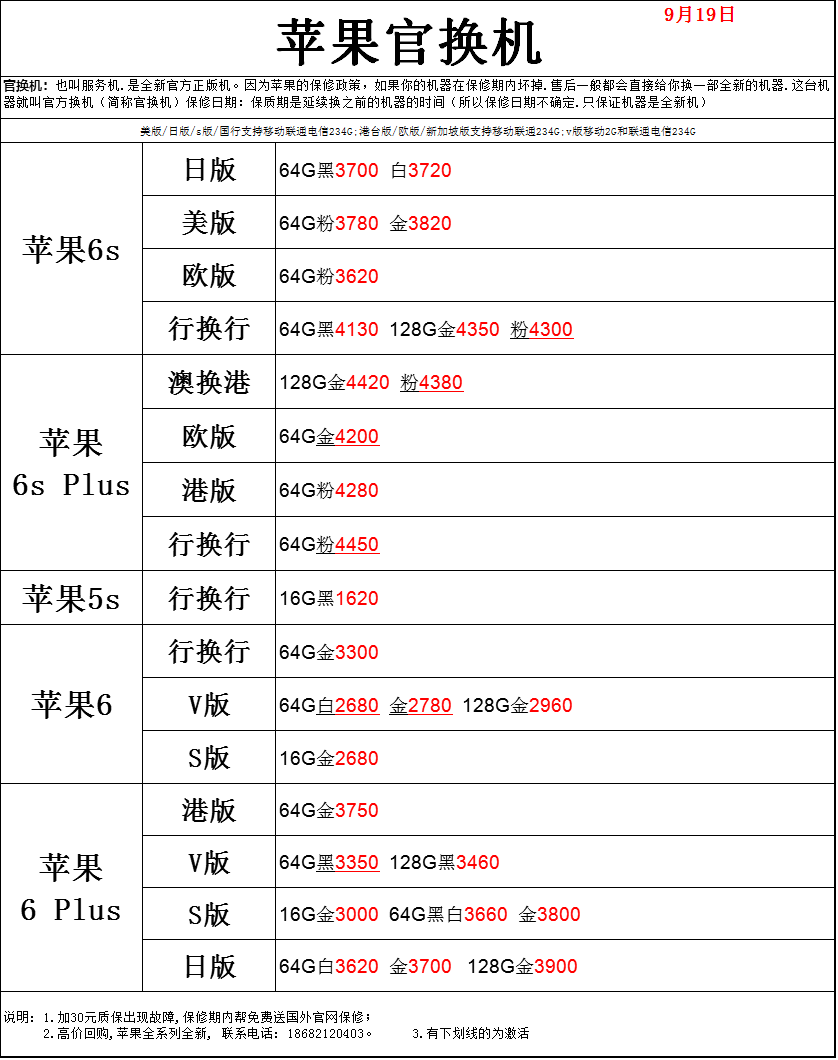 9月19日
苹果官换机
官换机：也叫服务机.是全新官方正版机。因为苹果的保修政策，如果你的机器在保修期内坏掉.售后一般都会直接给你换一部全新的机器.这台机
器就叫官方换机（简称官换机）保修日期：保质期是延续换之前的机器的时间（所以保修日期不确定.只保证机器是全新机）
美版/日版/s版/国行支持移动联通电信234G;港台版/欧版/新加坡版支持移动联通234G;v版移动2G和联通电信234G
苹果6s
日版 64G黑3700 白3720
美版 64G粉3780 金3820
欧版 64G粉3620
行换行 64G黑4130 128G金4350 粉4300
苹果
6s Plus
澳换港 128G金4420 粉4380
欧版 64G金4200
港版 64G粉4280
行换行 64G粉4450
苹果5s
行换行 16G黑1620
苹果6
行换行 64G金3300
V版 64G白2680 金2780 128G金2960
S版 16G金2680
苹果
6 Plus
港版 64G金3750
V版 64G黑3350 128G黑3460
S版 16G金3000 64G黑白3660 金3800
日版 64G白3620 金3700 128G金3900
说明：1.加30元质保出现故障,保修期内帮免费送国外官网保修；
2.高价回购,苹果全系列全新, 联系电话：18682120403。 3.有下划线的为激活